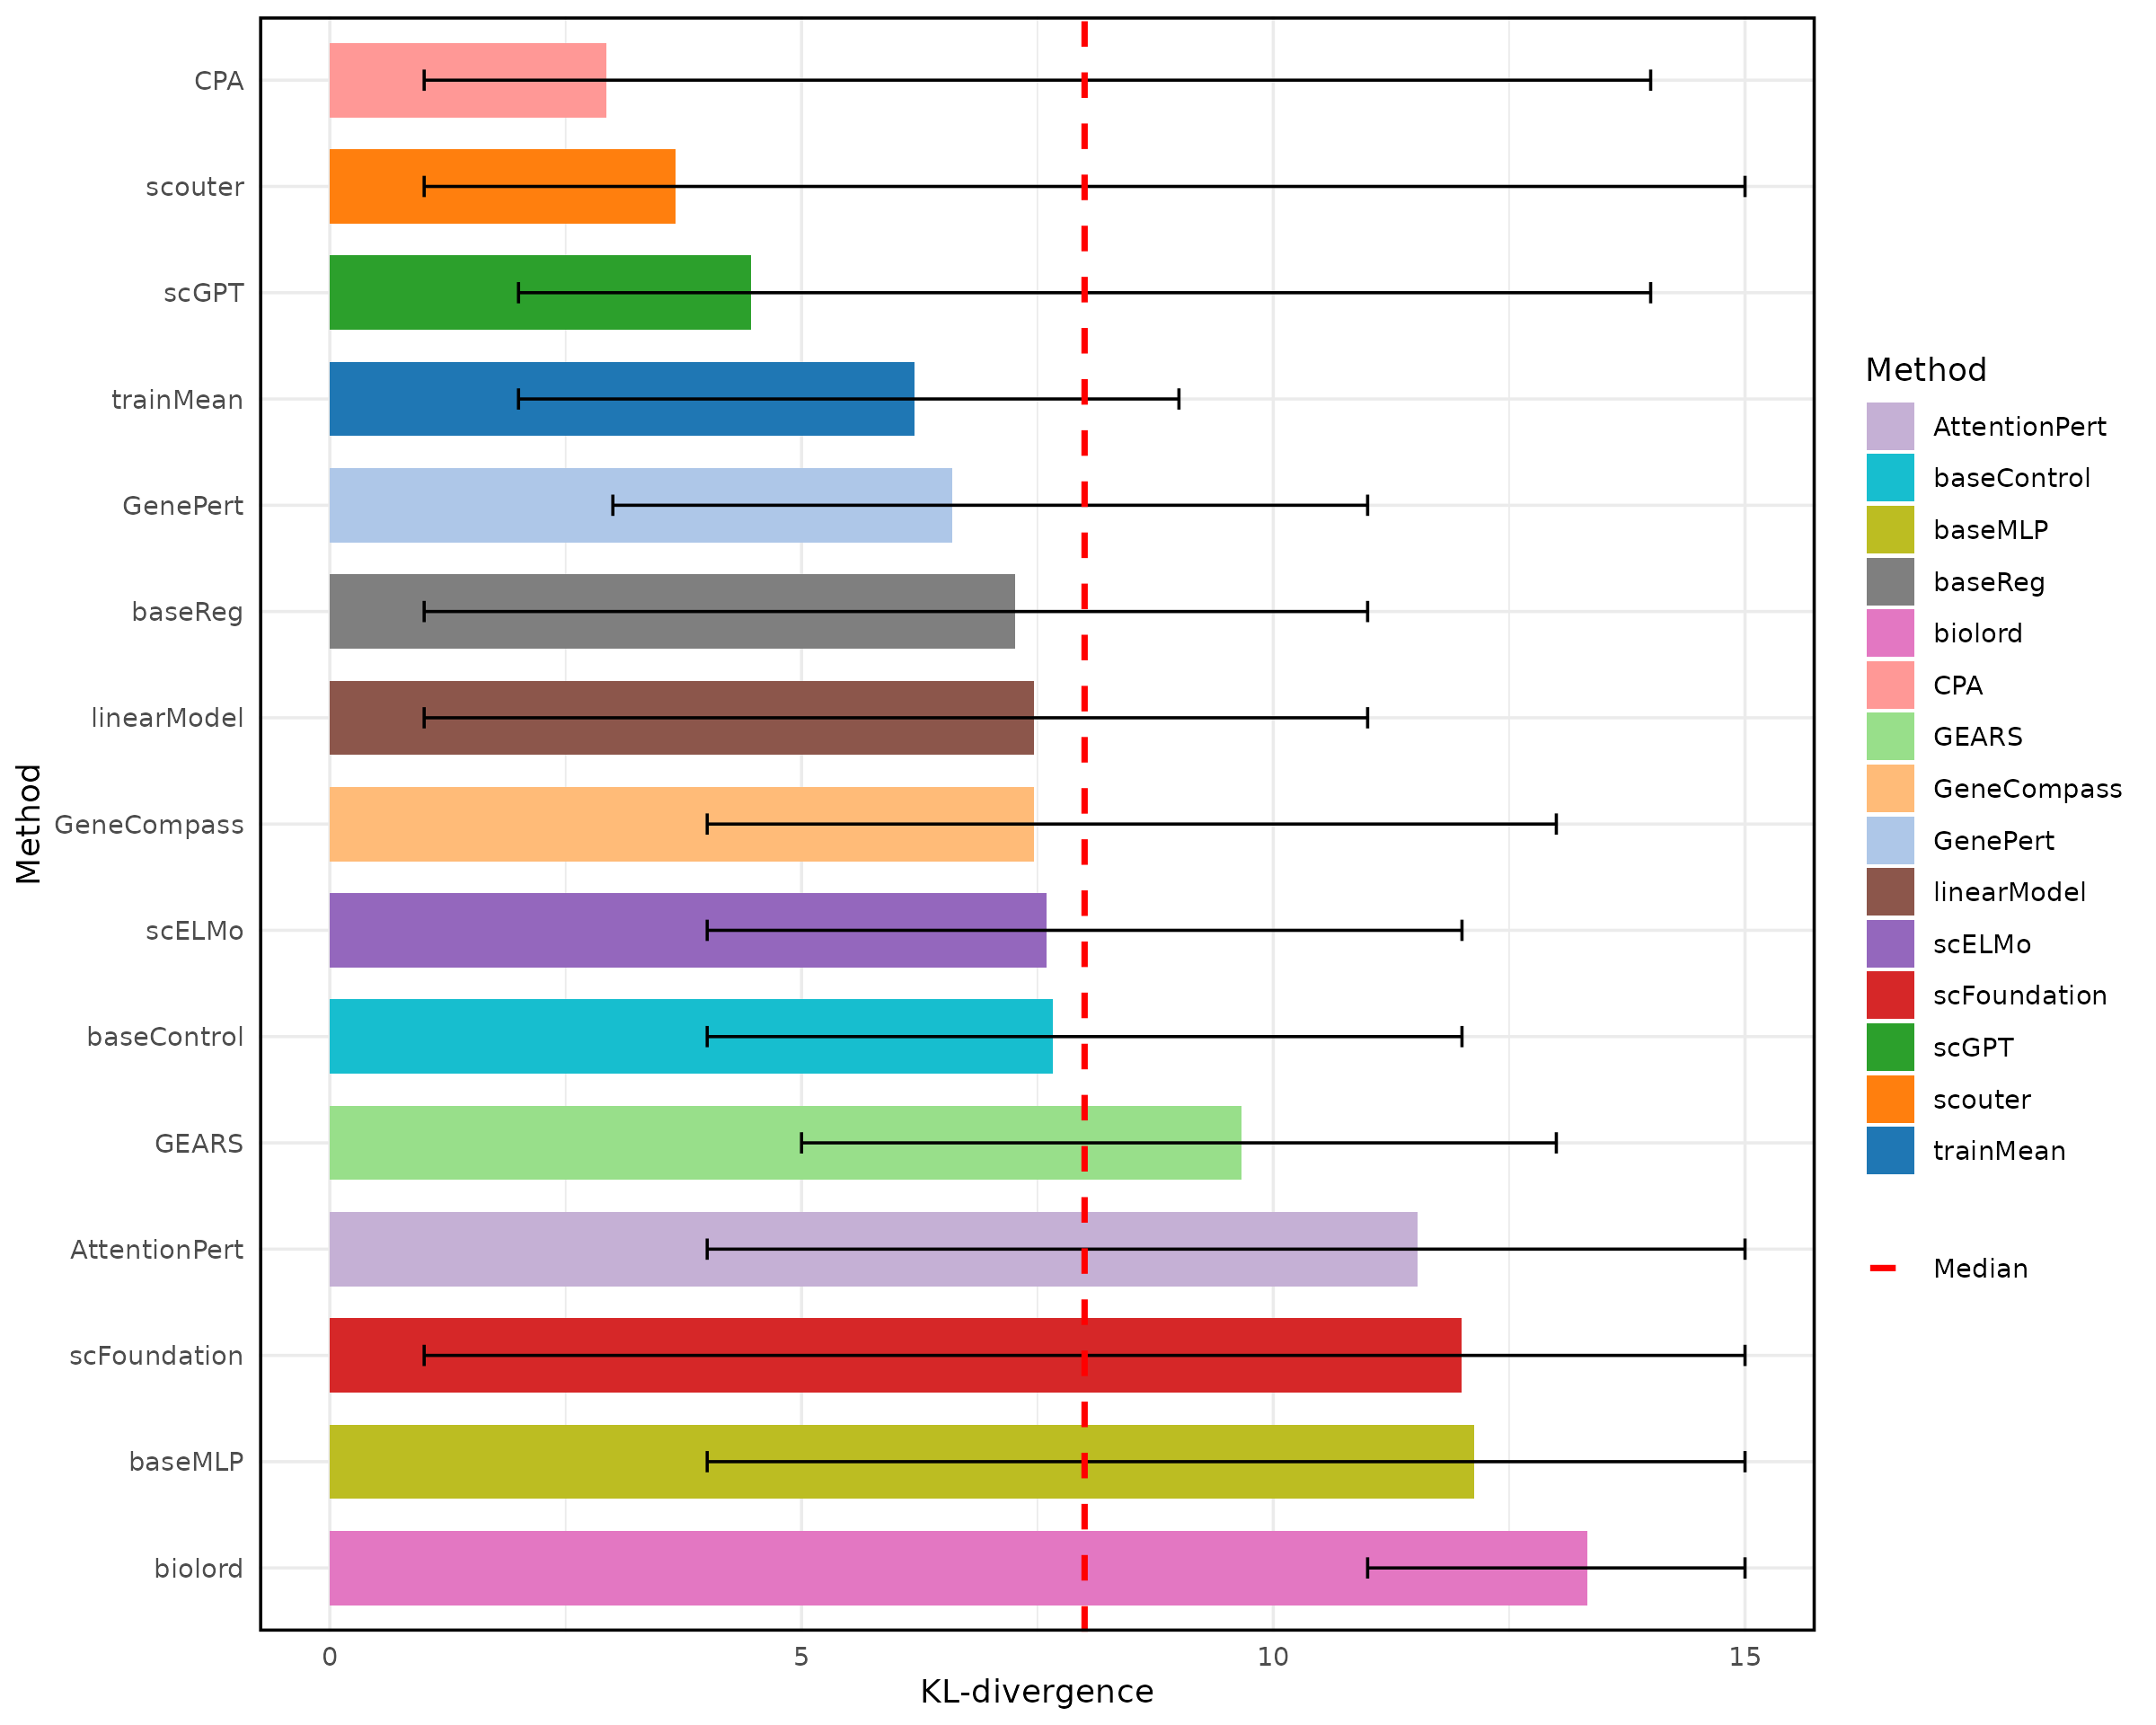 CPA
scouter
scGPT
trainMean
GenePert
baseReg
linearModel
GeneCompass
scELMo
baseControl
GEARS
AttentionPert
scFoundation
baseMLP
biolord
Method
0 5 10 15
KL-divergence
Method
AttentionPert
baseControl
baseMLP
baseReg
biolord
CPA
GEARS
GeneCompass
GenePert
linearModel
scELMo
scFoundation
scGPT
scouter
trainMean
Median